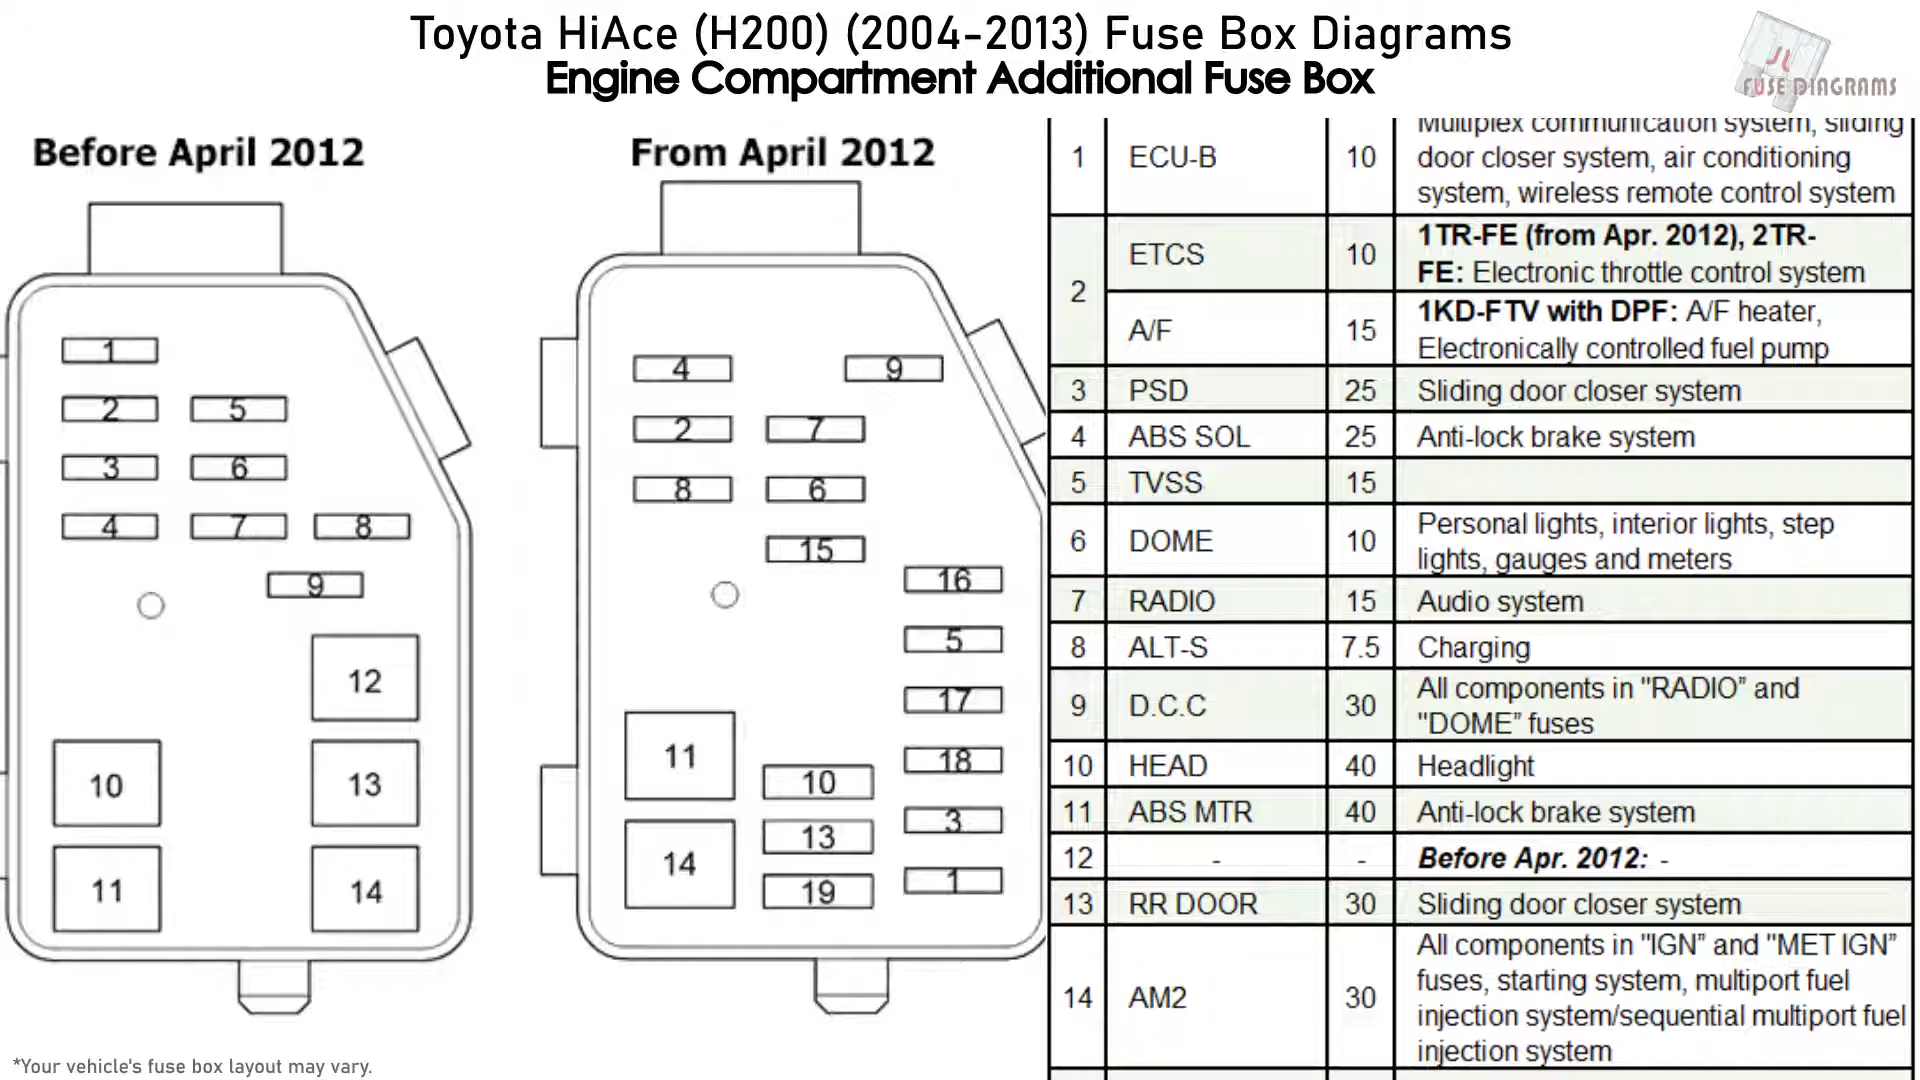 Toyota HiAce (H200) (2004-2013) Fuse Box Diagrams
Engine Compartment Additional Fuse Box
JL
FUSE DIAGRAMS
Before April 2012
1
2 5
3 6
4 7 8
9
12
10 13
11 14
From April 2012
4 9
2 7
8 6
15
16
5
17
11 18
10
13 3
14
19 1
1 ECU-B 10 Multiplex communication system, sliding
door closer system, air conditioning
system, wireless remote control system
2 ETCS 10 1TR-FE (from Apr. 2012), 2TR-
FE: Electronic throttle control system
A/F 15 1KD-FTV with DPF: A/F heater,
Electronically controlled fuel pump
3 PSD 25 Sliding door closer system
4 ABS SOL 25 Anti-lock brake system
5 TVSS 15
6 DOME 10 Personal lights, interior lights, step
lights, gauges and meters
7 RADIO 15 Audio system
8 ALT-S 7.5 Charging
9 D.C.C 30 All components in "RADIO” and
"DOME” fuses
10 HEAD 40 Headlight
11 ABS MTR 40 Anti-lock brake system
12 - - Before Apr. 2012: -
13 RR DOOR 30 Sliding door closer system
14 AM2 30 All components in "IGN” and "MET IGN”
fuses, starting system, multiport fuel
injection system/sequential multiport fuel
injection system
*Your vehicle's fuse box layout may vary.